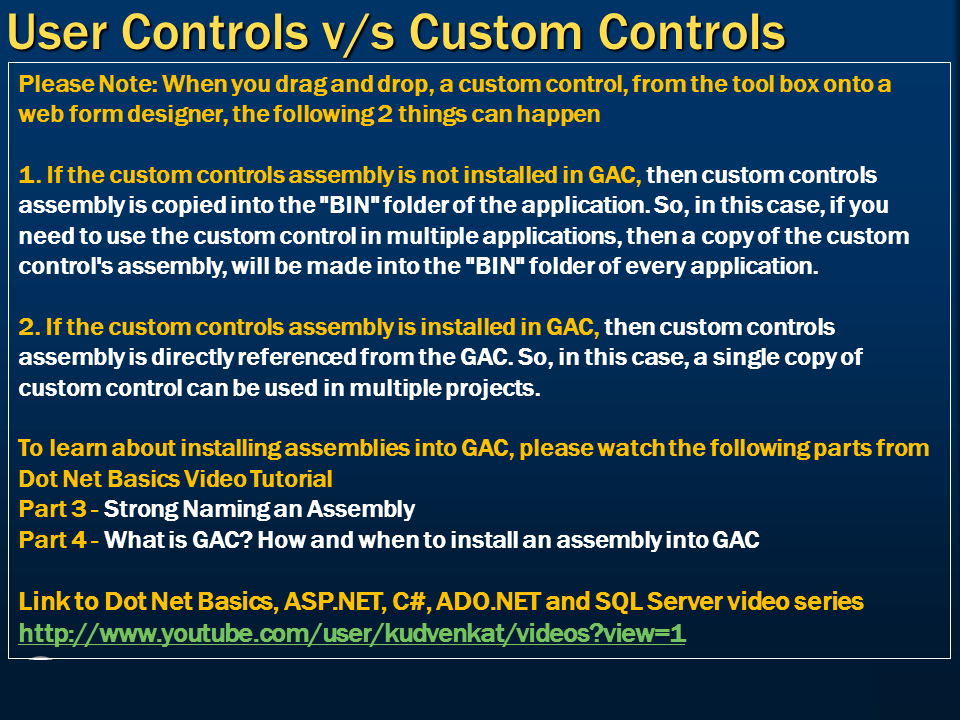 User Controls v/s Custom Controls
Please Note: When you drag and drop, a custom control, from the tool box onto a
web form designer, the following 2 things can happen
1. If the custom controls assembly is not installed in GAC, then custom controls
assembly is copied into the "BIN" folder of the application. So, in this case, if you
need to use the custom control in multiple applications, then a copy of the custom
control's assembly, will be made into the "BIN" folder of every application.
2. If the custom controls assembly is installed in GAC, then custom controls
assembly is directly referenced from the GAC. So, in this case, a single copy of
custom control can be used in multiple projects.
To learn about installing assemblies into GAC, please watch the following parts from
Dot Net Basics Video Tutorial
Part 3 - Strong Naming an Assembly
Part 4 - What is GAC? How and when to install an assembly into GAC
Link to Dot Net Basics, ASP.NET, C#, ADO.NET and SQL Server video series
http://www.youtube.com/user/kudvenkat/videos?view=1